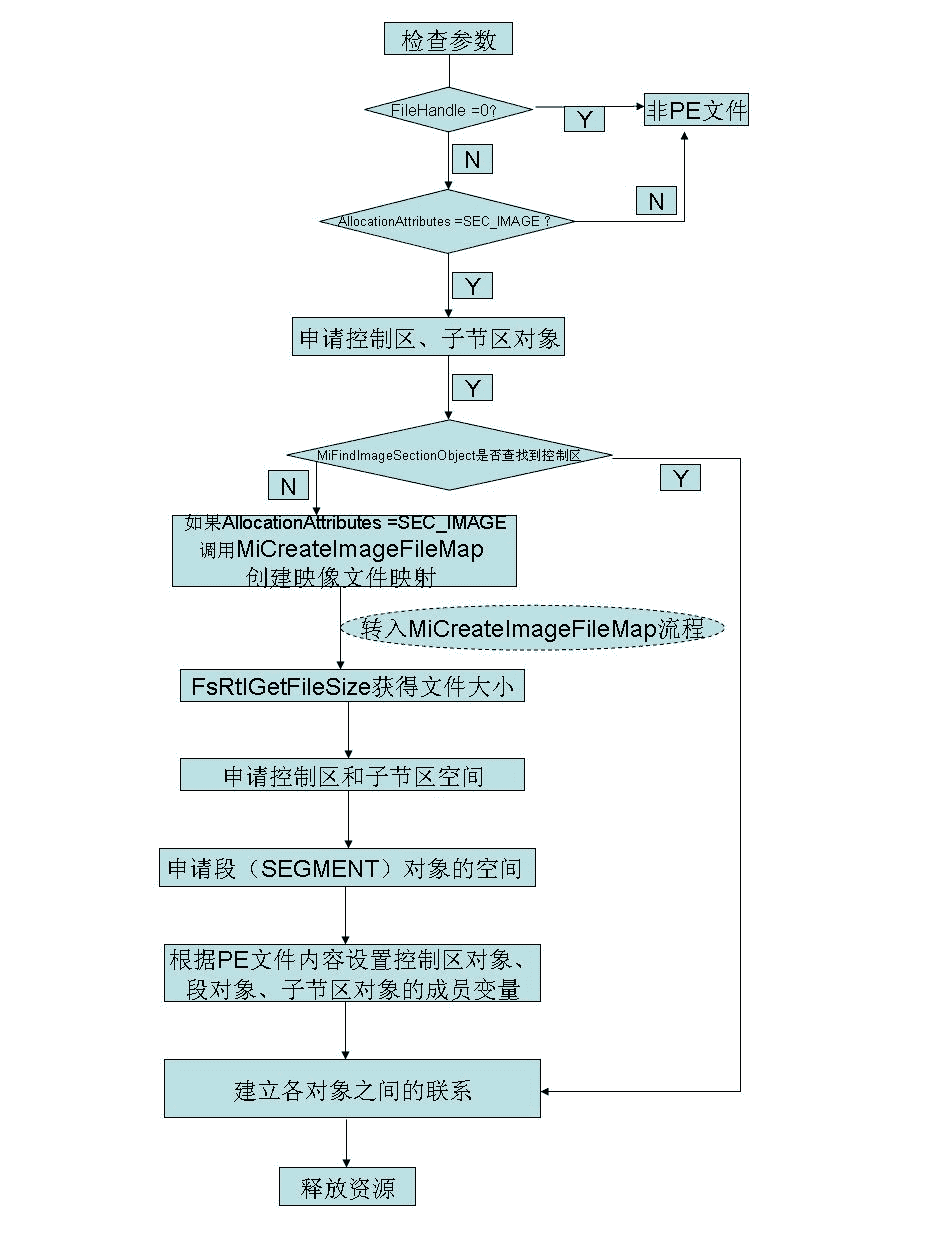 检查参数
FileHandle =0?
Y
非PE文件
N
AllocationAttributes =SEC_IMAGE ?
N
Y
申请控制区、子节区对象
Y
MiFindImageSectionObject是否查找到控制区
N
Y
如果AllocationAttributes =SEC_IMAGE
调用MiCreateImageFileMap
创建映像文件映射
转入MiCreateImageFileMap流程
FsRtlGetFileSize获得文件大小
申请控制区和子节区空间
申请段（SEGMENT）对象的空间
根据PE文件内容设置控制区对象、
段对象、子节区对象的成员变量
建立各对象之间的联系
释放资源